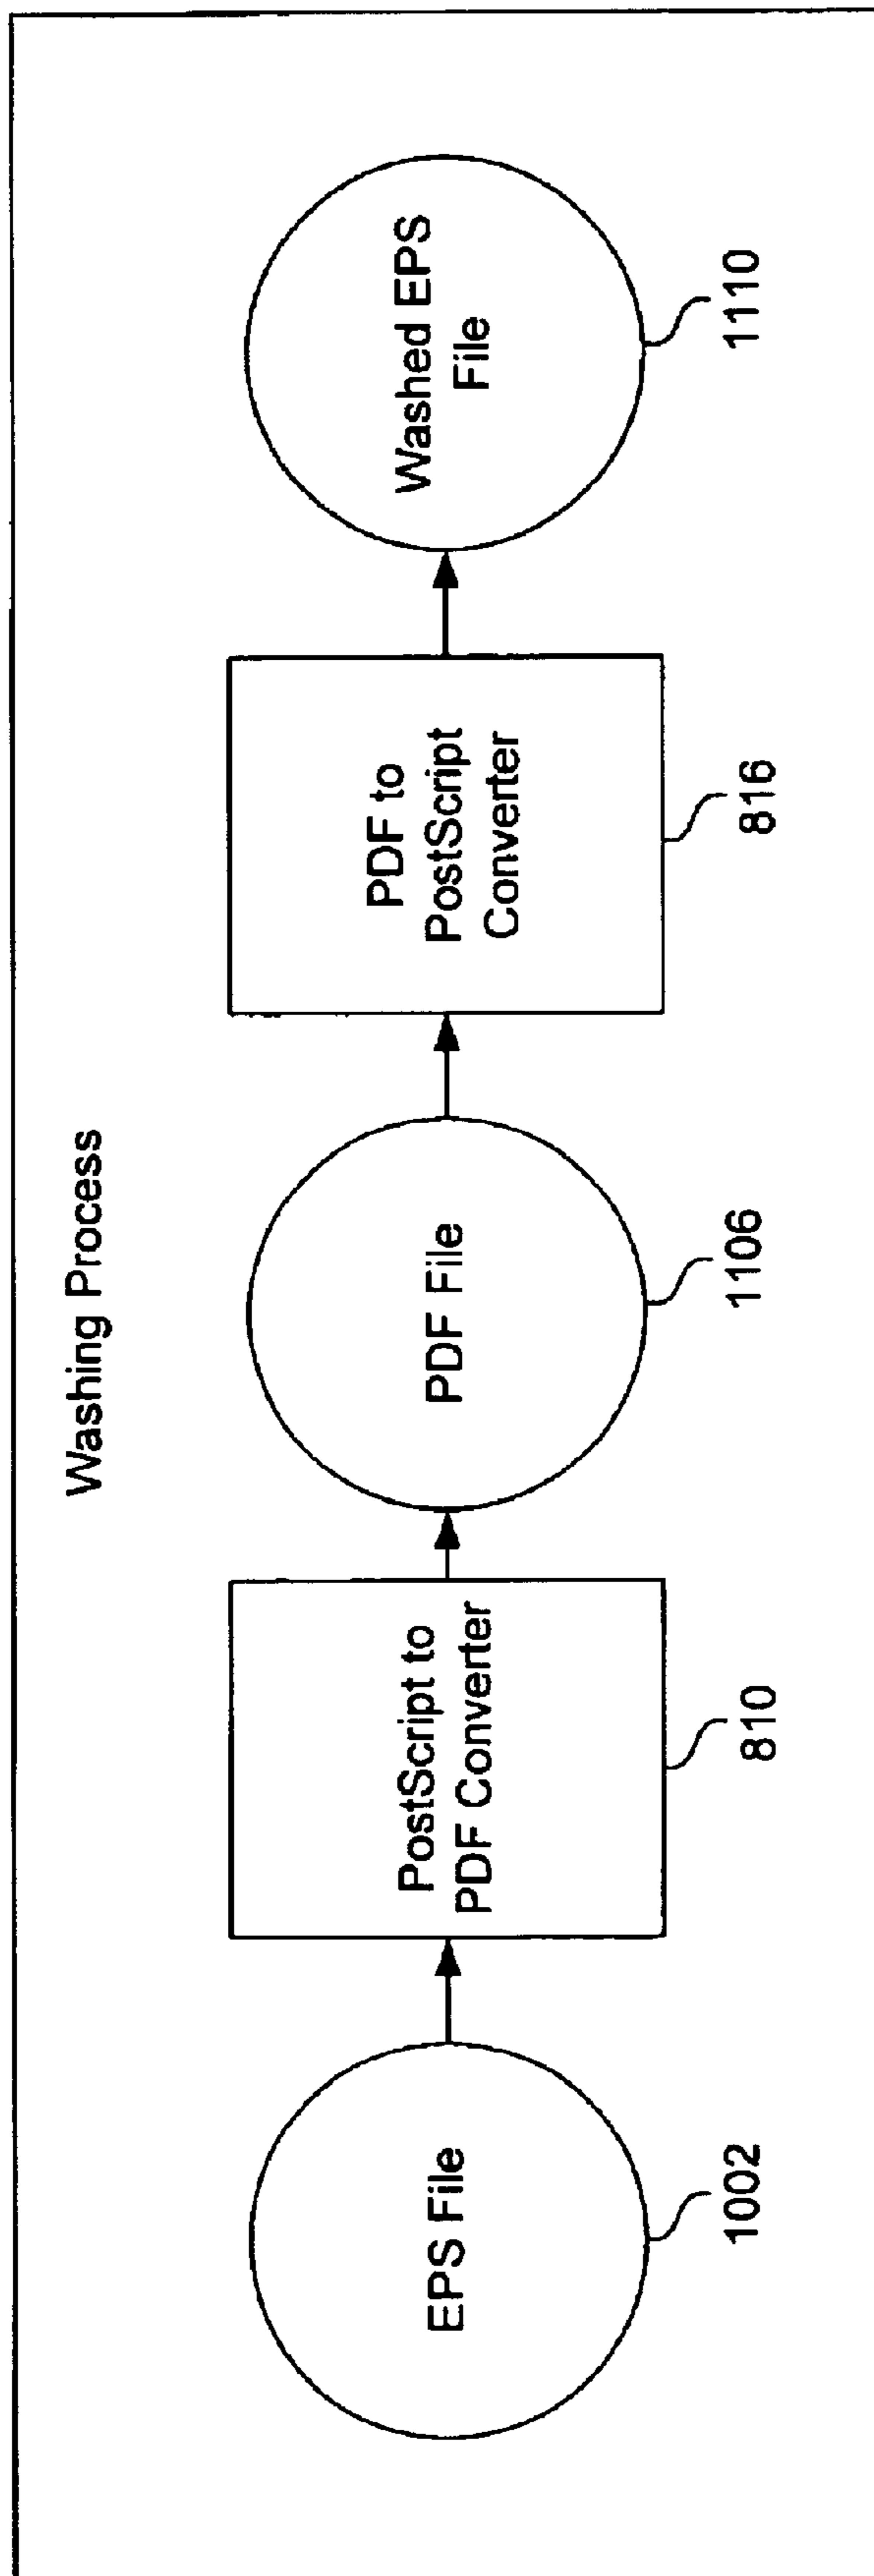 Washing Process
EPS File
1002
PostScript to
PDF Converter
810
PDF File
1106
PDF to
PostScript
Converter
816
Washed EPS
File
1110